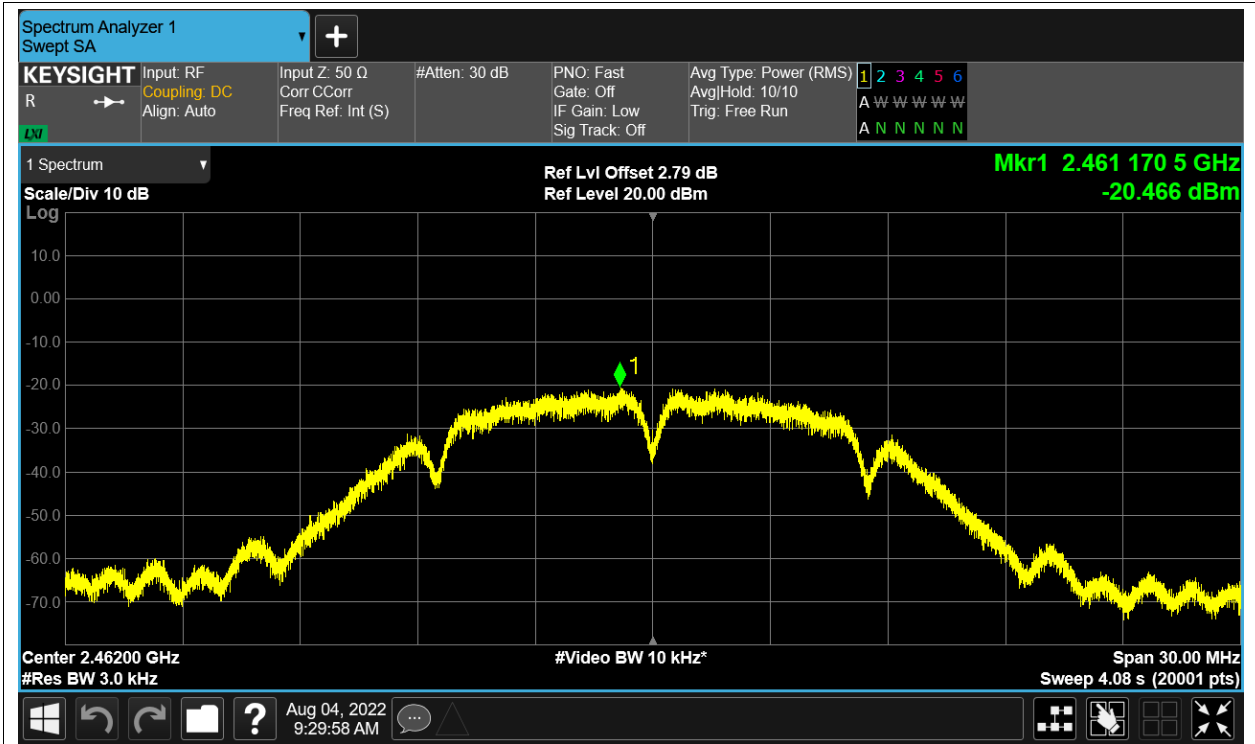 Spectrum Analyzer 1
Swept SA
KEYSIGHT
R
LXI
Input: RF
Coupling: DC
Align: Auto
Input Z: 50 Ω
Corr CCorr
Freq Ref: Int (S)
#Atten: 30 dB
PNO: Fast
Gate: Off
IF Gain: Low
Sig Track: Off
Avg Type: Power (RMS)
Avg|Hold: 10/10
Trig: Free Run
1 2 3 4 5 6
A W W W W W
A N N N N N
1 Spectrum
Scale/Div 10 dB
Ref Lvl Offset 2.79 dB
Ref Level 20.00 dBm
Mkr1 2.461 170 5 GHz
-20.466 dBm
Log
10.0
0.00
-10.0
-20.0
-30.0
-40.0
-50.0
-60.0
-70.0
1
Center 2.46200 GHz
#Video BW 10 kHz*
Span 30.00 MHz
#Res BW 3.0 kHz
Sweep 4.08 s (20001 pts)
?
Aug 04, 2022
9:29:58 AM